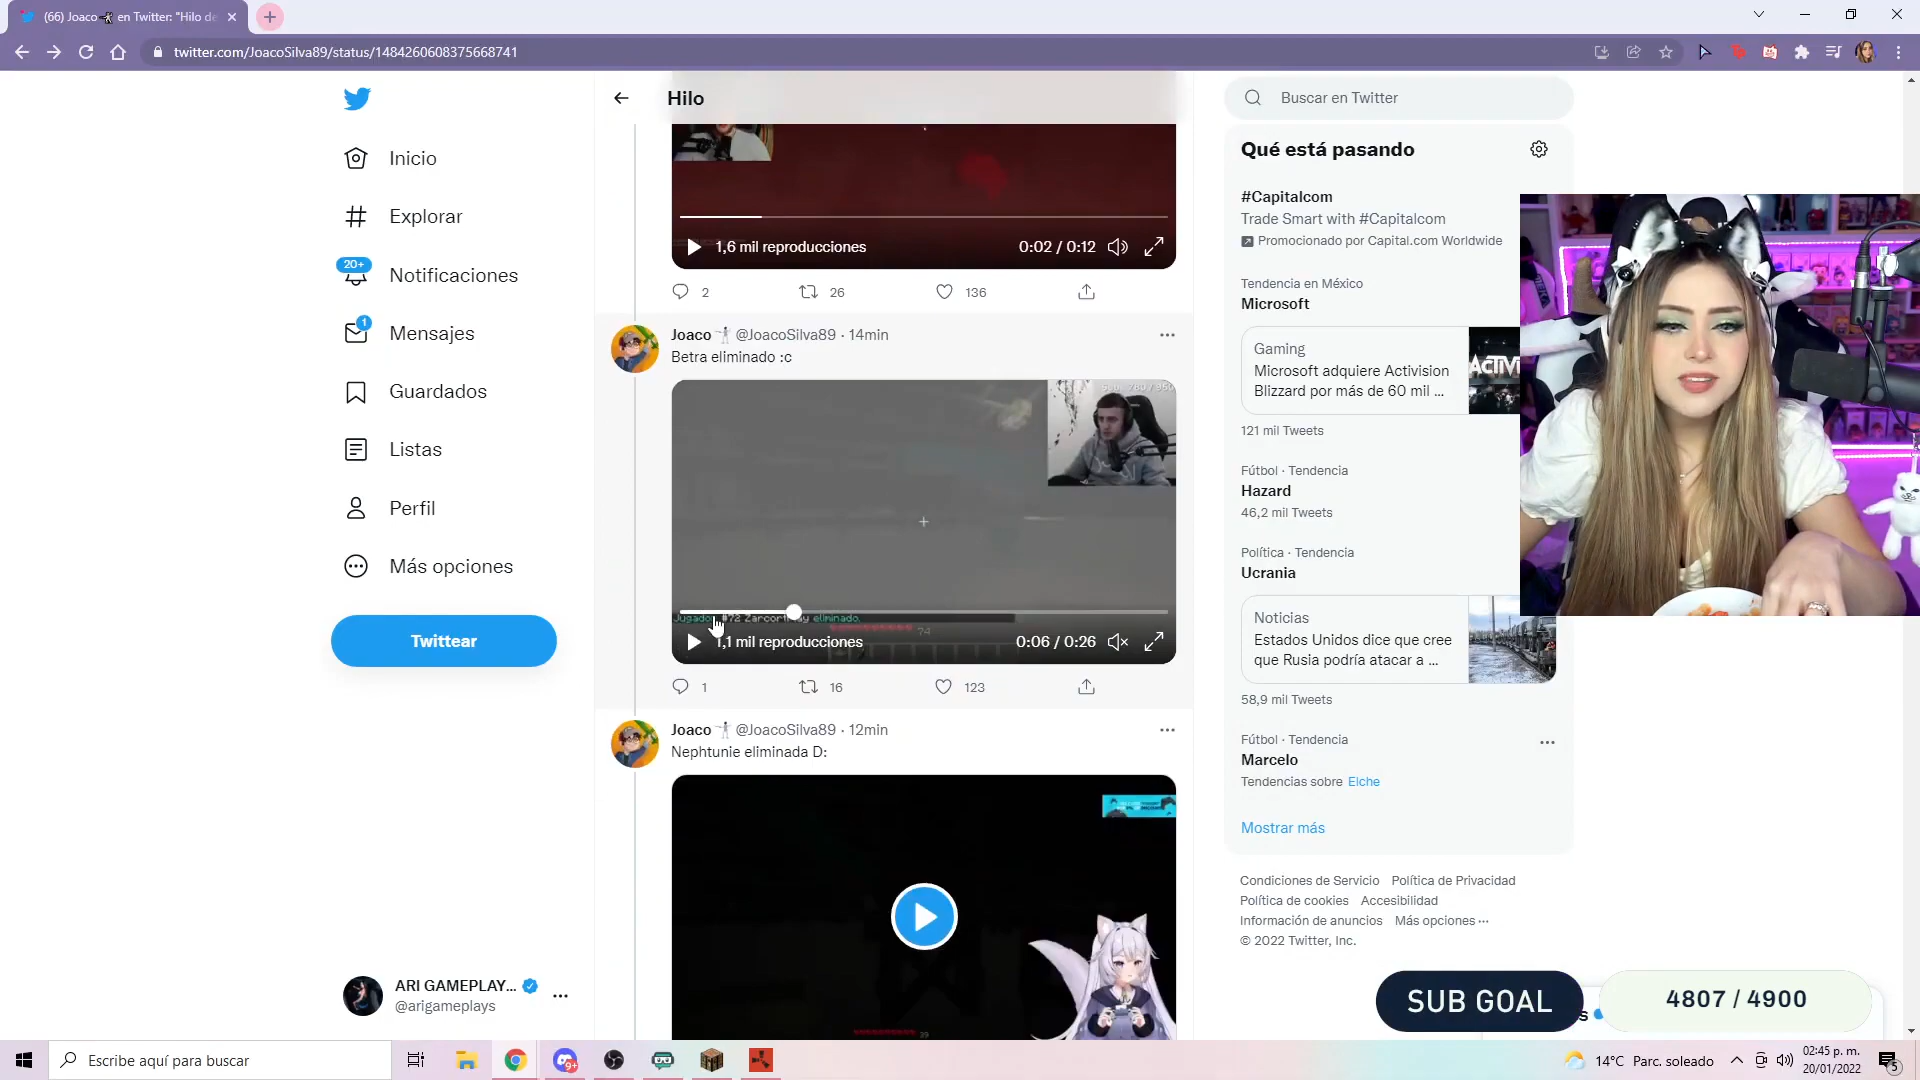 (66) Joaco en Twitter: "Hilo de
twitter.com/JoacoSilva89/status/1484260608375668741
Hilo
Inicio
Explorar
20+
Notificaciones
1
Mensajes
Guardados
Listas
Perfil
Más opciones
Twittear
ARI GAMEPLAY...
@arigameplays
1,6 mil reproducciones
0:02 / 0:12
2
26
136
Joaco @JoacoSilva89 · 14min
Betra eliminado :c
eliminado.
74
1,1 mil reproducciones
0:06 / 0:26
1
16
123
Joaco @JoacoSilva89 · 12min
Nephtunie eliminada D:
Buscar en Twitter
Qué está pasando
#Capitalcom
Trade Smart with #Capitalcom
Promocionado por Capital.com Worldwide
Tendencia en México
Microsoft
Gaming
Microsoft adquiere Activision
Blizzard por más de 60 mil ...
ACTIV
121 mil Tweets
Fútbol · Tendencia
Hazard
46,2 mil Tweets
Política · Tendencia
Ucrania
Noticias
Estados Unidos dice que cree
que Rusia podría atacar a ...
58,9 mil Tweets
Fútbol · Tendencia
Marcelo
Tendencias sobre Elche
Mostrar más
Condiciones de Servicio Política de Privacidad
Política de cookies Accesibilidad
Información de anuncios Más opciones ···
© 2022 Twitter, Inc.
SUB GOAL
4807 / 4900
Escribe aquí para buscar
9+
14°C Parc. soleado
02:45 p. m.
20/01/2022
5